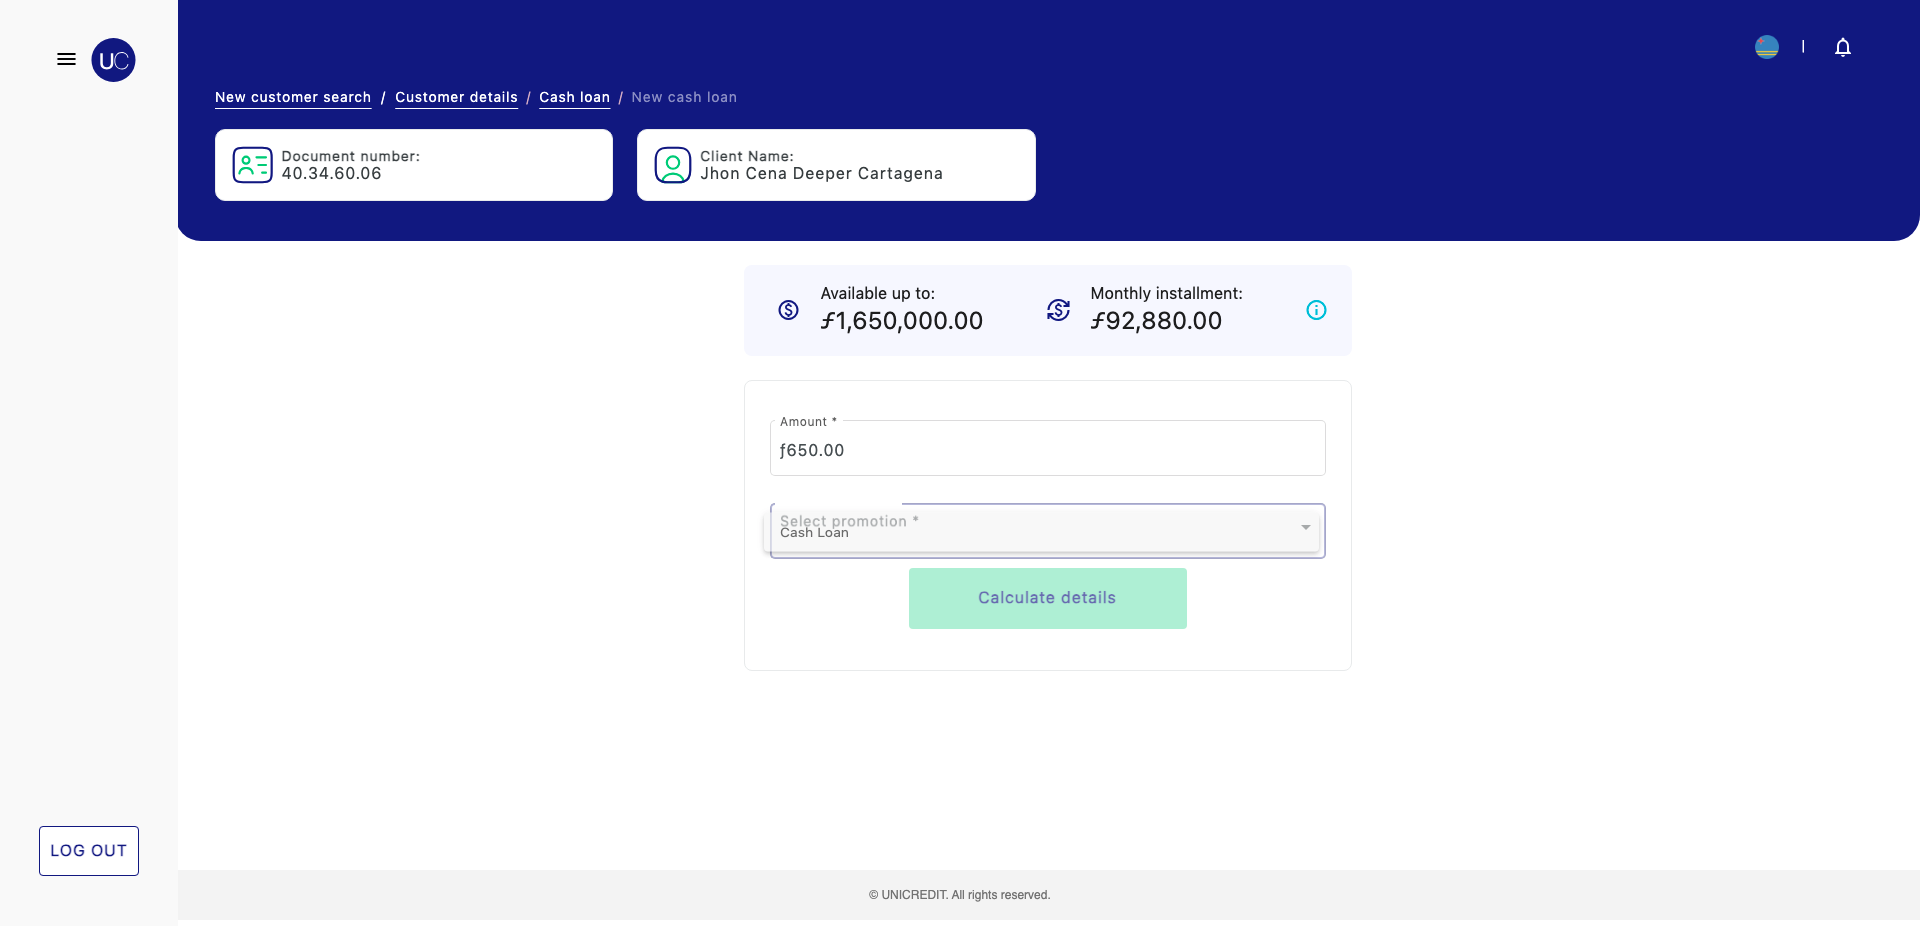 UC
New customer search / Customer details / Cash loan / New cash loan
Document number:
40.34.60.06
Client Name:
Jhon Cena Deeper Cartagena
Available up to:
ƒ1,650,000.00
Monthly installment:
ƒ92,880.00
Amount *
ƒ650.00
Select promotion *
Cash Loan
Calculate details
LOG OUT
© UNICREDIT. All rights reserved.